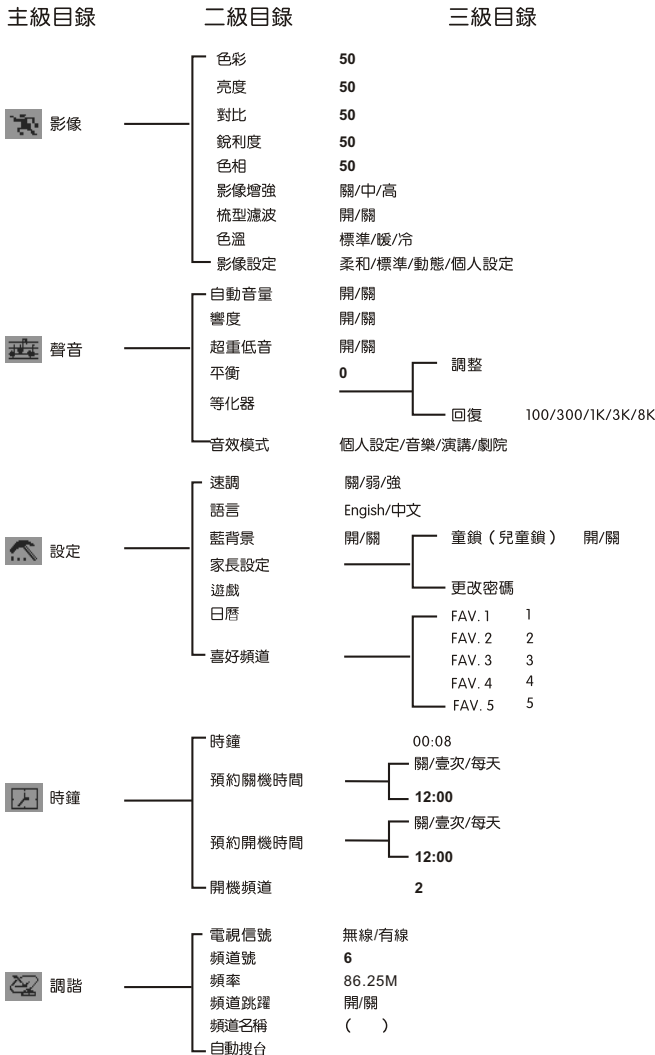 主級目錄 二級目錄 三級目錄
色彩 50
亮度 50
對比 50
影像
銳利度 50
色相 50
影像增強 關/中/高
梳型濾波 開/關
色溫 標準/暖/冷
影像設定 柔和/標準/動態/個人設定
自動音量 開/關
響度 開/關
聲音
超重低音 開/關
調整
平衡 0
等化器
回復 100/300/1K/3K/8K
音效模式 個人設定/音樂/演講/劇院
速調 關/弱/強
語言 Engish/中文
藍背景 開/關 童鎖(兒童鎖) 開/關
設定
家長設定
遊戲 更改密碼
日曆 FAV. 1 1
FAV. 2 2
喜好頻道 FAV. 3 3
FAV. 4 4
FAV. 5 5
時鐘 00:08
關/壹次/每天
預約關機時間
時鐘 12:00
關/壹次/每天
預約開機時間
12:00
開機頻道 2
電視信號 無線/有線
頻道號 6
調諧 頻率 86.25M
頻道跳躍 開/關
頻道名稱 ( )
自動搜台